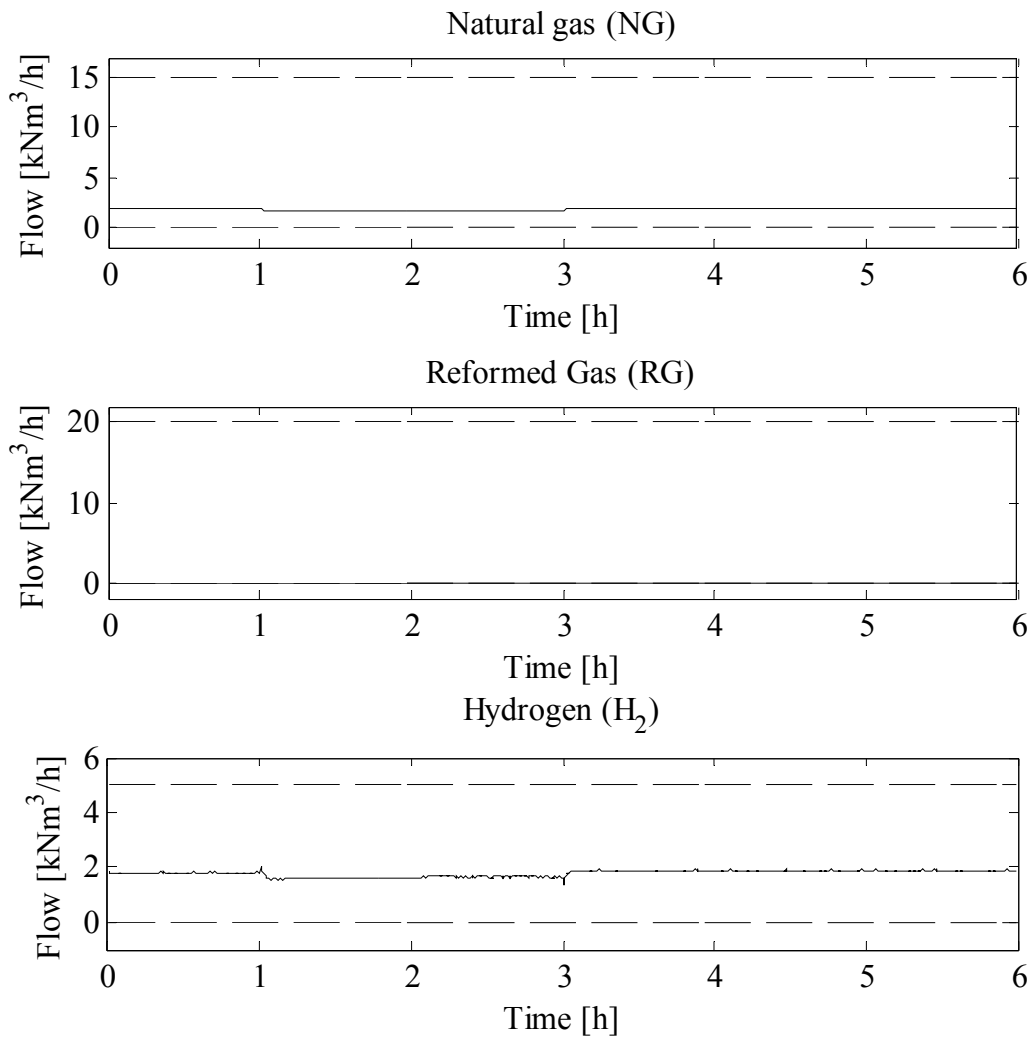 Natural gas (NG)
Flow [kNm³/h]
15
10
5
0
0 1 2 3 4 5 6
Time [h]
Reformed Gas (RG)
Flow [kNm³/h]
20
10
0
0 1 2 3 4 5 6
Time [h]
Hydrogen (H₂)
Flow [kNm³/h]
6
4
2
0
0 1 2 3 4 5 6
Time [h]